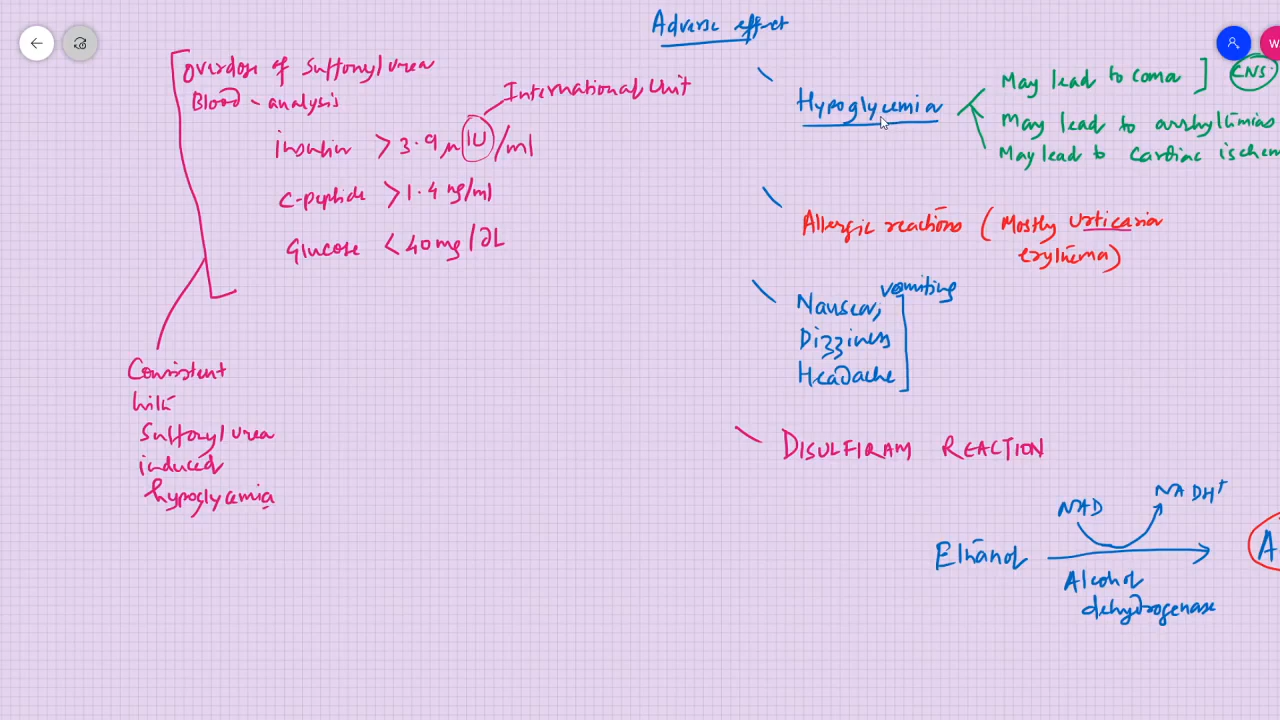 Adverse effect
Overdose of Sulfonylurea
Blood - analysis
International Unit
insulin > 3.9 μ IU/ml
C-peptide > 1.4 ng/ml
Glucose < 40 mg/dL
Consistent
with
Sulfonylurea
induced
hypoglycemia
Hypoglycemia
May lead to coma ] CNS.
May lead to arrhythmias
May lead to cardiac ischem
Allergic reactions (Mostly urticaria
erythema)
Nausea, vomiting
Dizziness
Headache
DISULFIRAM REACTION
NAD
NADH+
Ethanol
Alcohol
dehydrogenase
A
W